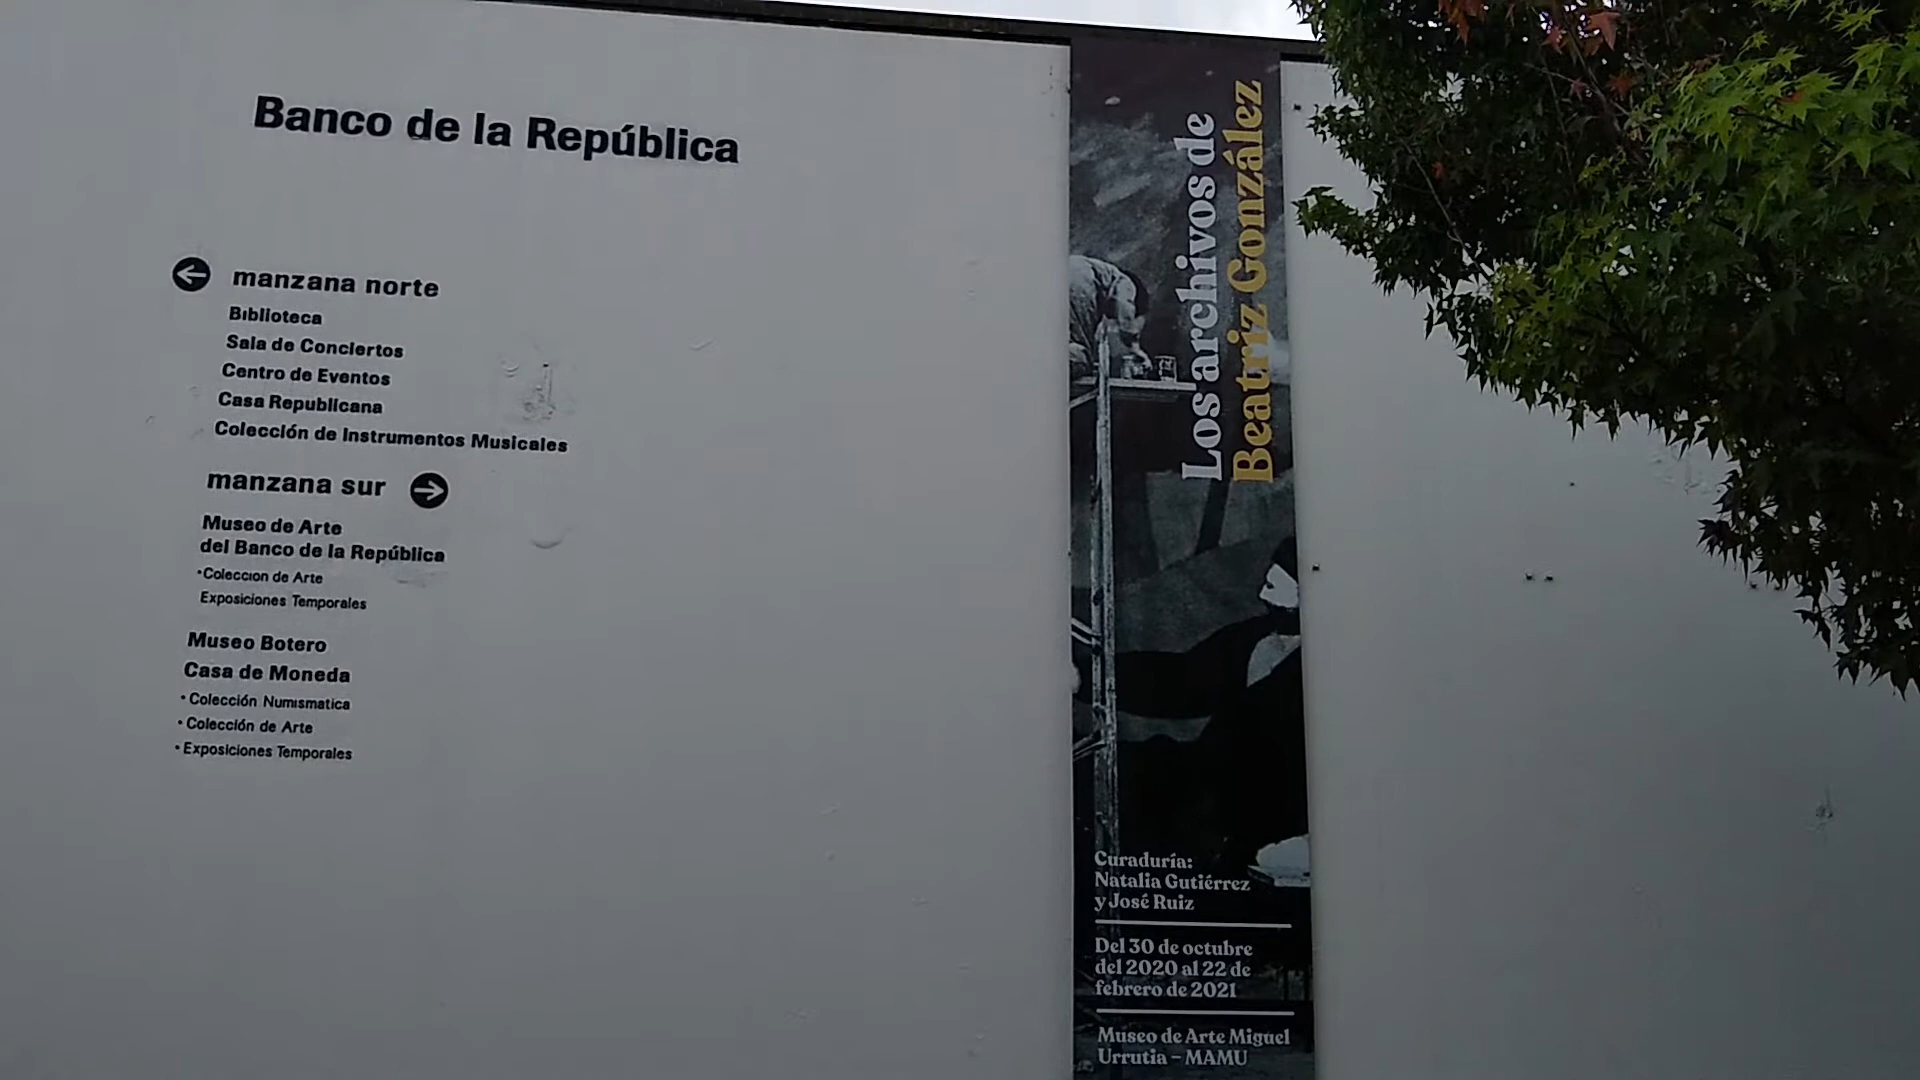 Banco de la República
manzana norte
Biblioteca
Sala de Conciertos
Centro de Eventos
Casa Republicana
Colección de Instrumentos Musicales
manzana sur
Museo de Arte
del Banco de la República
•Coleccion de Arte
Exposiciones Temporales
Museo Botero
Casa de Moneda
• Colección Numismatica
• Colección de Arte
• Exposiciones Temporales
Los archivos de
Beatriz González
Curaduría:
Natalia Gutiérrez
y José Ruiz
Del 30 de octubre
del 2020 al 22 de
febrero de 2021
Museo de Arte Miguel
Urrutia – MAMU